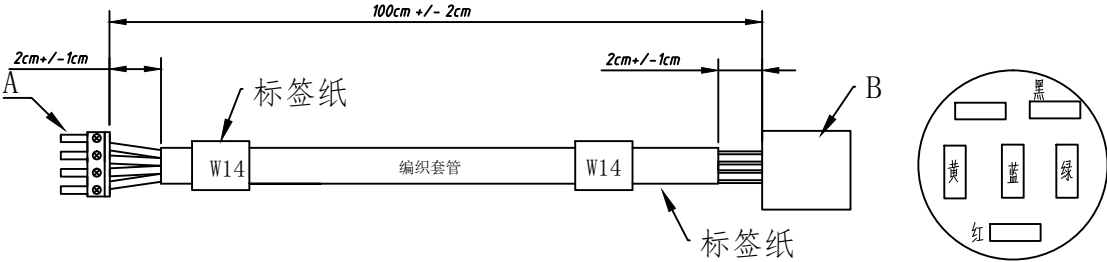 100cm +/- 2cm
2cm+/-1cm
2cm+/-1cm
A
标签纸
B
黑
W14
编织套管
W14
黄
蓝
绿
红
标签纸